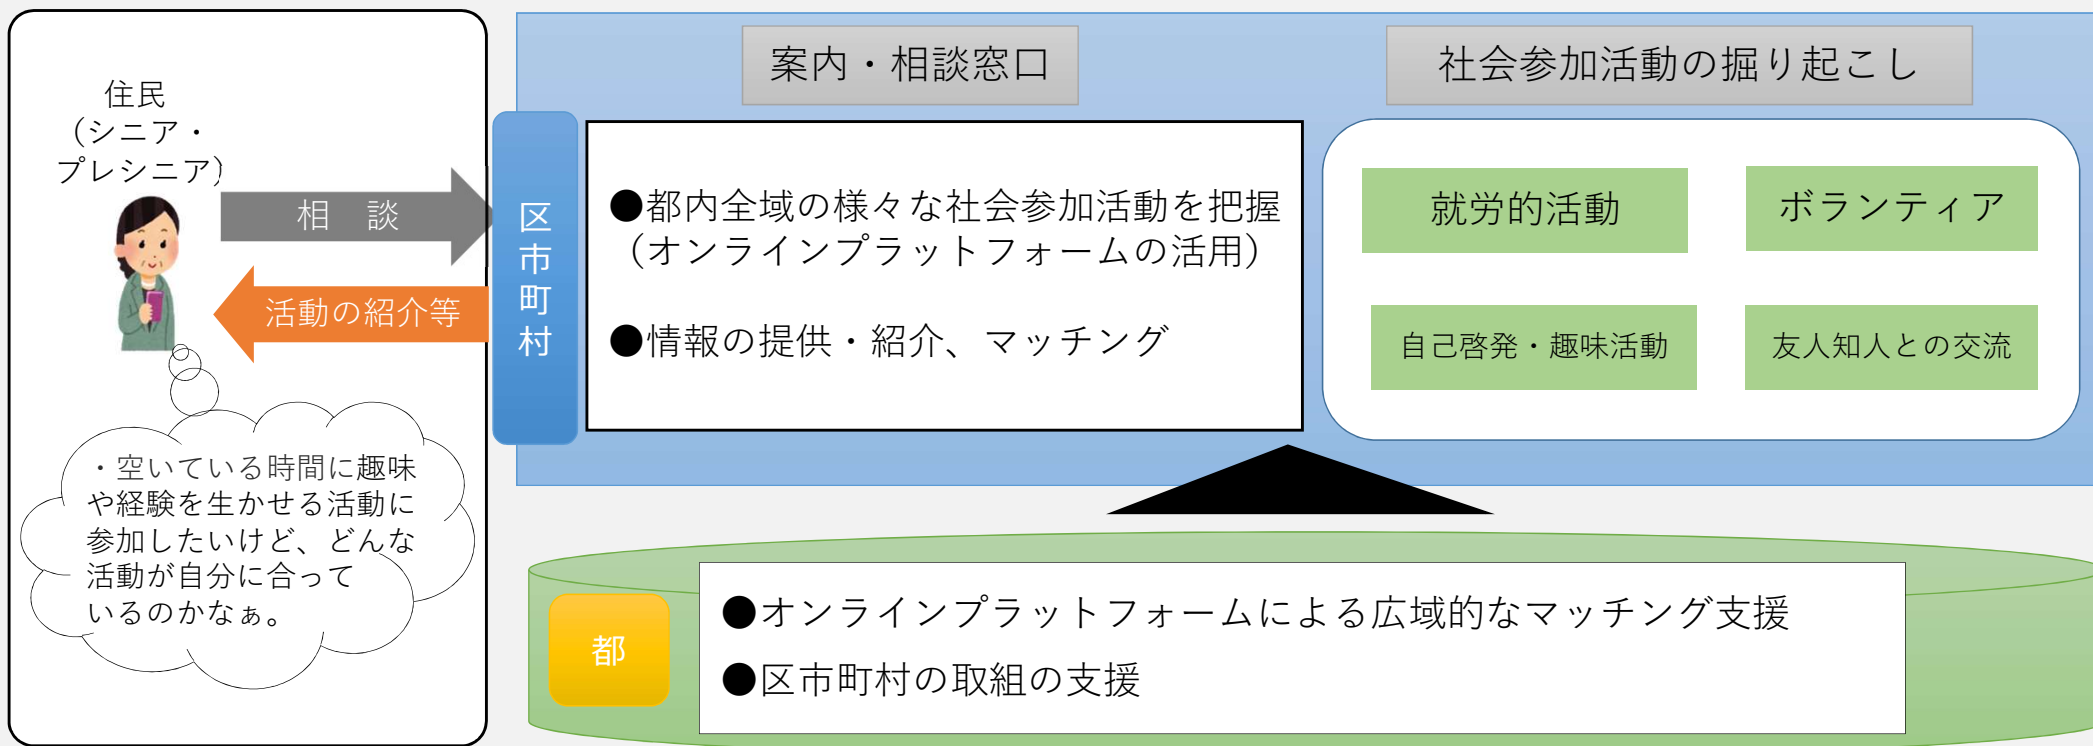 住民
（シニア・
プレシニア）
相　談
活動の紹介等
・空いている時間に趣味
や経験を生かせる活動に
参加したいけど、どんな
活動が自分に合って
いるのかなぁ。
区市町村
案内・相談窓口
●都内全域の様々な社会参加活動を把握
（オンラインプラットフォームの活用）
●情報の提供・紹介、マッチング
社会参加活動の掘り起こし
就労的活動
ボランティア
自己啓発・趣味活動
友人知人との交流
都
●オンラインプラットフォームによる広域的なマッチング支援
●区市町村の取組の支援